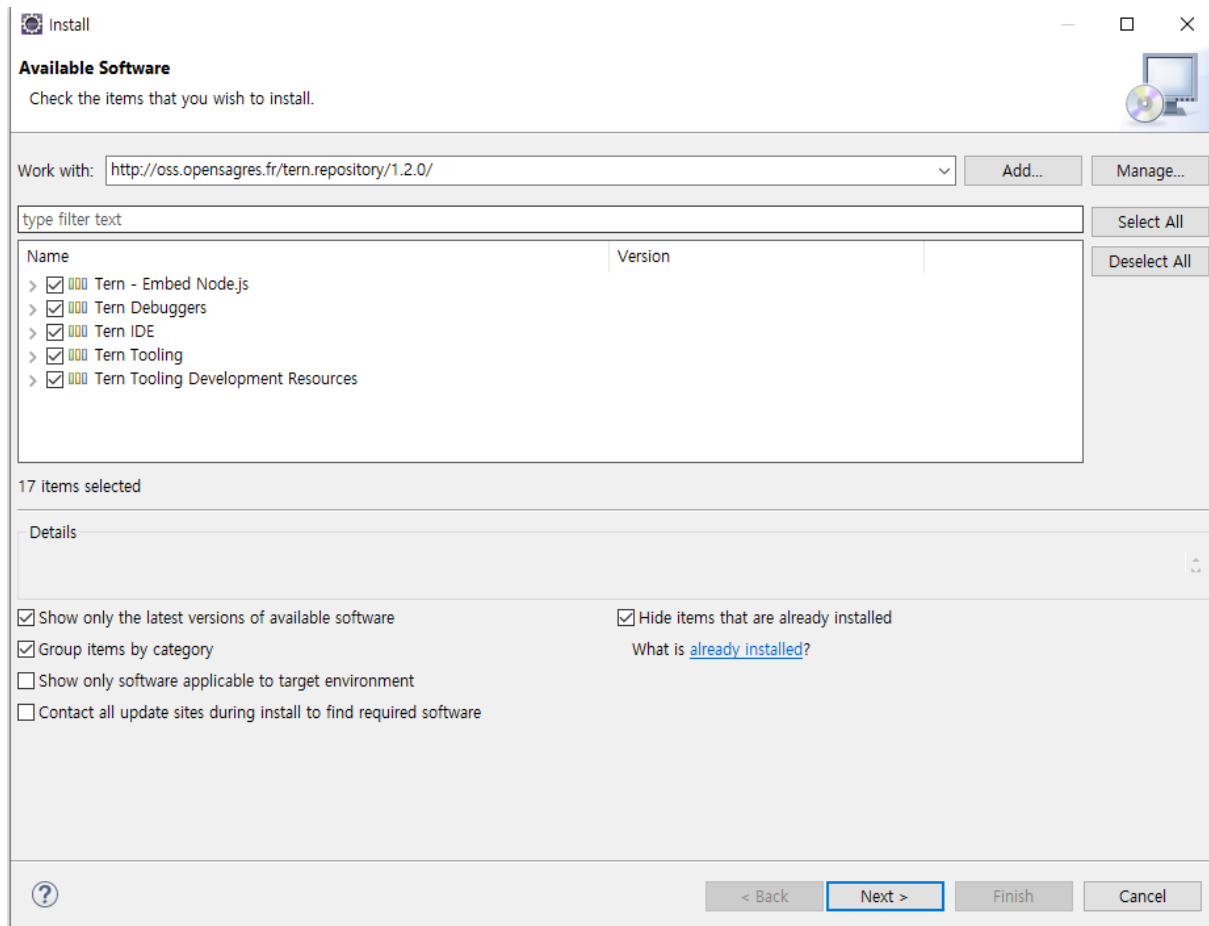 Install
Available Software
Check the items that you wish to install.
Work with: http://oss.opensagres.fr/tern.repository/1.2.0/ Add... Manage...
type filter text Select All
Name Version Deselect All
Tern - Embed Node.js
Tern Debuggers
Tern IDE
Tern Tooling
Tern Tooling Development Resources
17 items selected
Details
Show only the latest versions of available software Hide items that are already installed
Group items by category What is already installed?
Show only software applicable to target environment
Contact all update sites during install to find required software
? < Back Next > Finish Cancel